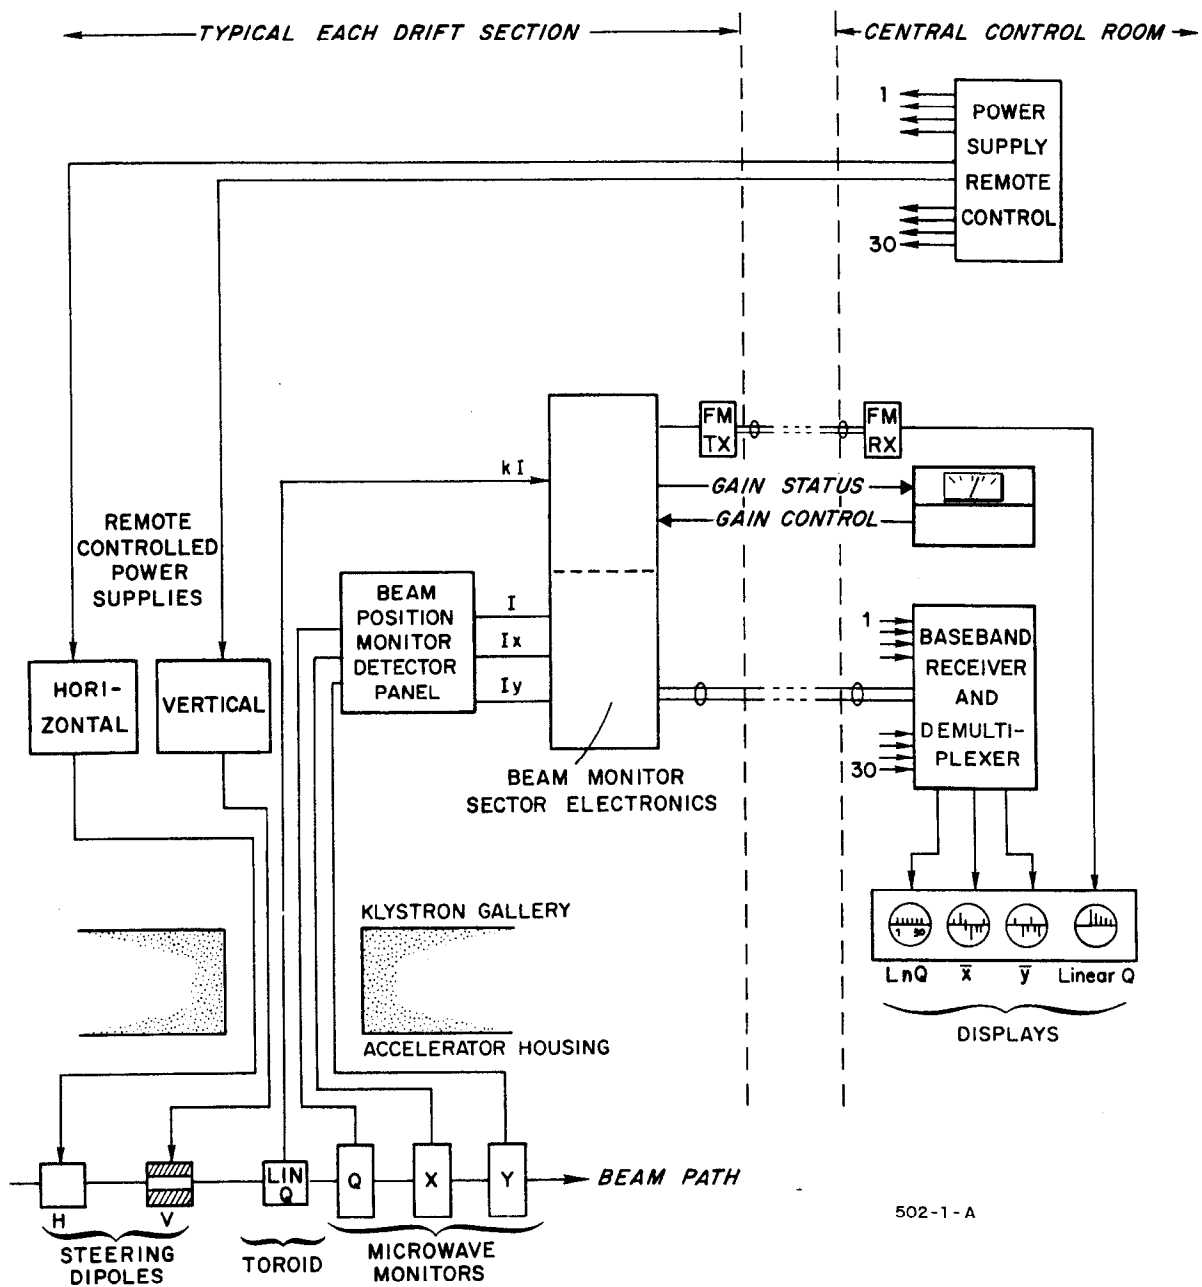 TYPICAL EACH DRIFT SECTION
CENTRAL CONTROL ROOM
1
POWER
SUPPLY
REMOTE
CONTROL
30
FM
TX
FM
RX
kI
GAIN STATUS
GAIN CONTROL
REMOTE
CONTROLLED
POWER
SUPPLIES
BEAM
POSITION
MONITOR
DETECTOR
PANEL
I
Ix
Iy
1
BASEBAND
RECEIVER
AND
DEMULTI-
PLEXER
30
HORI-
ZONTAL
VERTICAL
BEAM MONITOR
SECTOR ELECTRONICS
KLYSTRON GALLERY
ACCELERATOR HOUSING
1 30
LnQ
x̅
y̅
Linear Q
DISPLAYS
LIN
Q
Q
X
Y
BEAM PATH
H
V
STEERING
DIPOLES
TOROID
MICROWAVE
MONITORS
502-1-A